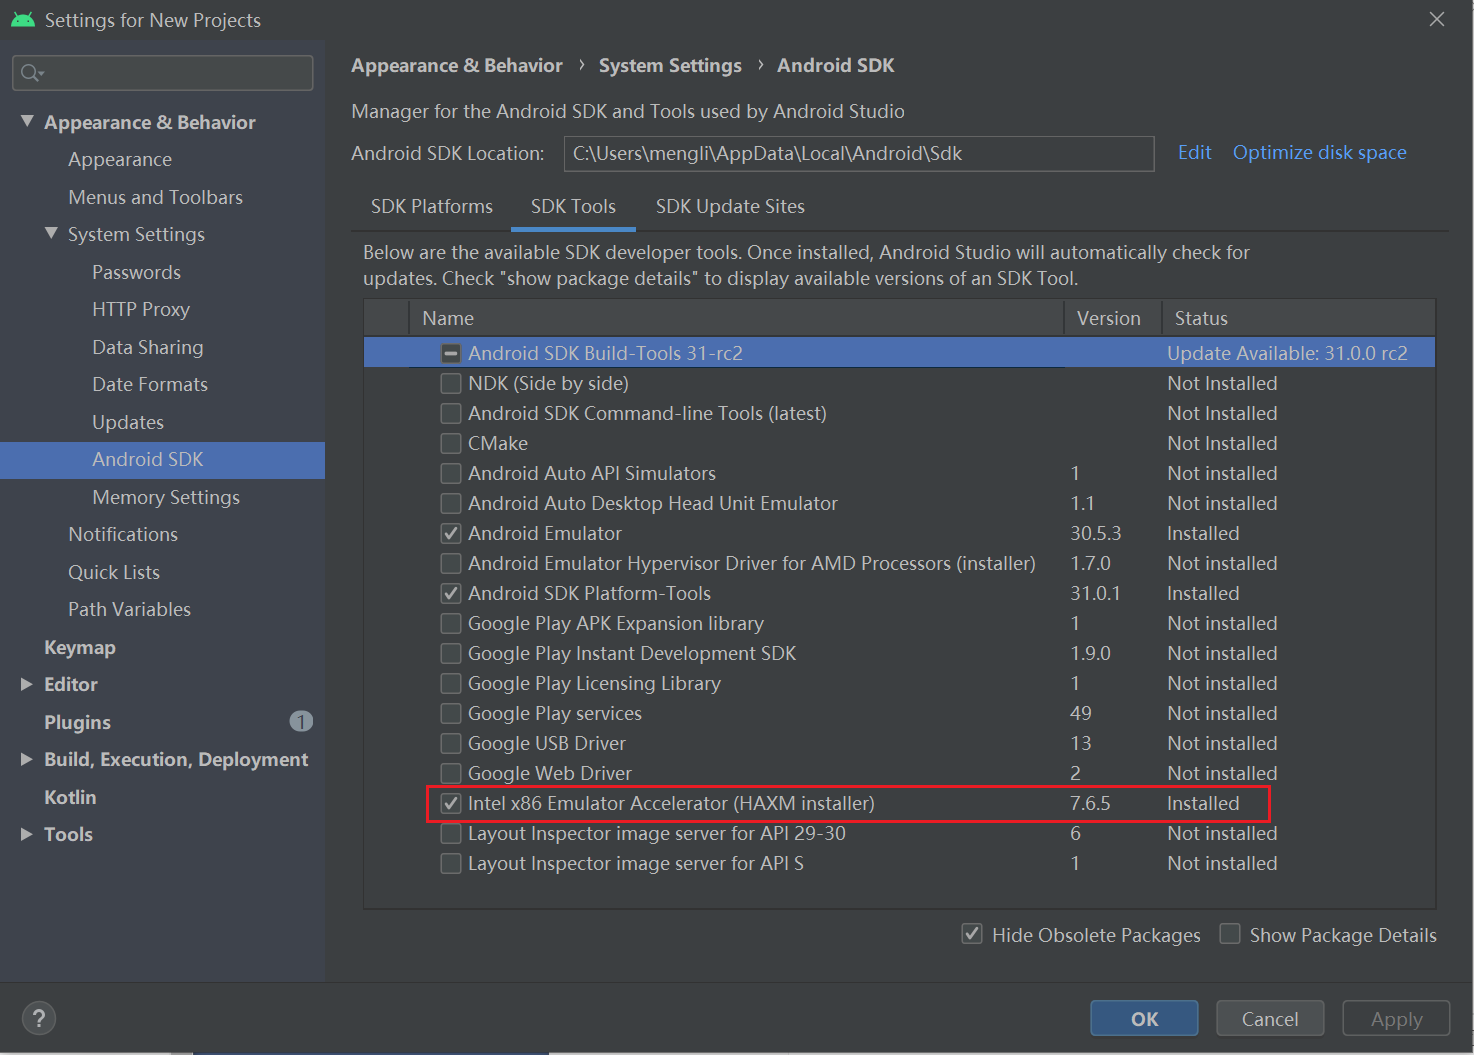 Settings for New Projects
Appearance & Behavior
Appearance
Menus and Toolbars
System Settings
Passwords
HTTP Proxy
Data Sharing
Date Formats
Updates
Android SDK
Memory Settings
Notifications
Quick Lists
Path Variables
Keymap
Editor
Plugins 1
Build, Execution, Deployment
Kotlin
Tools
Appearance & Behavior › System Settings › Android SDK
Manager for the Android SDK and Tools used by Android Studio
Android SDK Location: C:\Users\mengli\AppData\Local\Android\Sdk Edit Optimize disk space
SDK Platforms SDK Tools SDK Update Sites
Below are the available SDK developer tools. Once installed, Android Studio will automatically check for
updates. Check "show package details" to display available versions of an SDK Tool.
Name Version Status
Android SDK Build-Tools 31-rc2 Update Available: 31.0.0 rc2
NDK (Side by side) Not Installed
Android SDK Command-line Tools (latest) Not Installed
CMake Not Installed
Android Auto API Simulators 1 Not installed
Android Auto Desktop Head Unit Emulator 1.1 Not installed
Android Emulator 30.5.3 Installed
Android Emulator Hypervisor Driver for AMD Processors (installer) 1.7.0 Not installed
Android SDK Platform-Tools 31.0.1 Installed
Google Play APK Expansion library 1 Not installed
Google Play Instant Development SDK 1.9.0 Not installed
Google Play Licensing Library 1 Not installed
Google Play services 49 Not installed
Google USB Driver 13 Not installed
Google Web Driver 2 Not installed
Intel x86 Emulator Accelerator (HAXM installer) 7.6.5 Installed
Layout Inspector image server for API 29-30 6 Not installed
Layout Inspector image server for API S 1 Not installed
Hide Obsolete Packages Show Package Details
? OK Cancel Apply